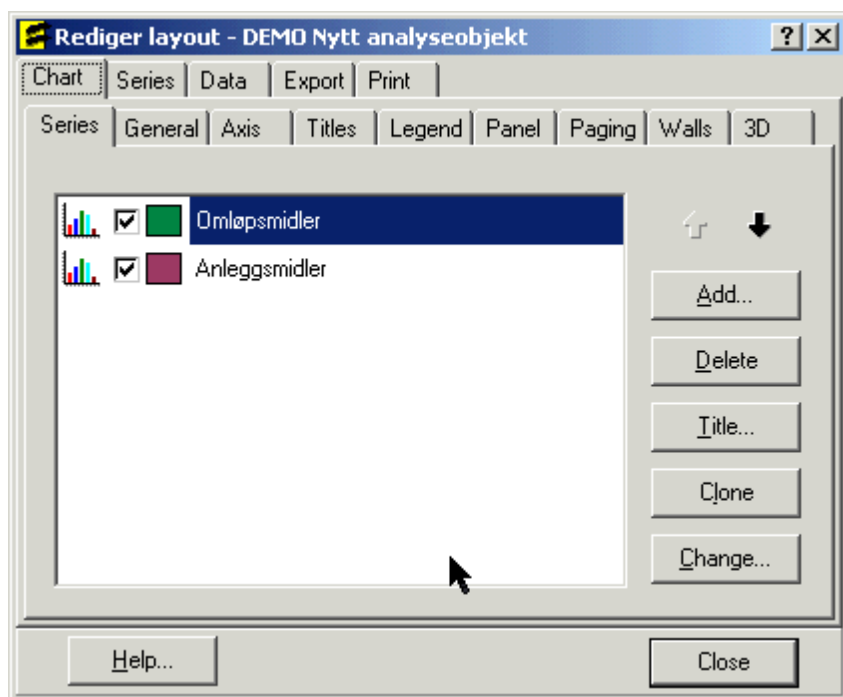 Rediger layout - DEMO Nytt analyseobjekt
Chart Series Data Export Print
Series General Axis Titles Legend Panel Paging Walls 3D
Omløpsmidler
Anleggsmidler
Add...
Delete
Title...
Clone
Change...
Help... Close